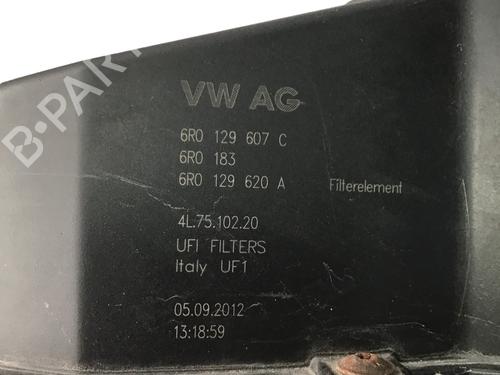 B-PARTS
VW AG
6R0 129 607 C
6R0 183
6R0 129 620 A Filterelement
4L.75.102.20
UFI FILTERS
Italy UF1
05.09.2012
13:18:59